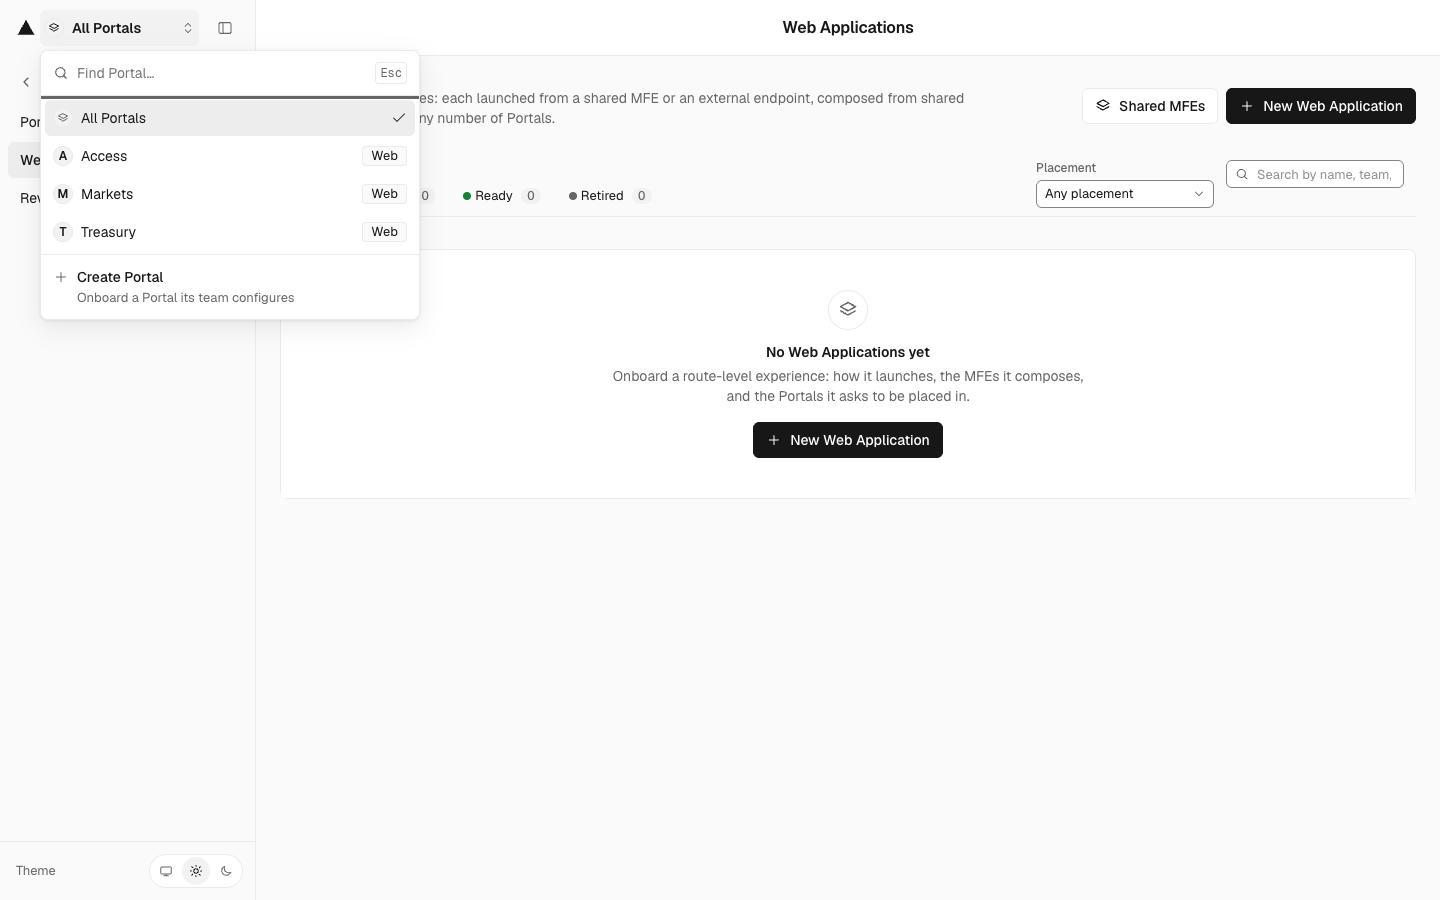 All Portals
Web Applications
Find Portal...
Esc
es: each launched from a shared MFE or an external endpoint, composed from shared
ny number of Portals.
Shared MFEs
New Web Application
All Portals
A Access Web
M Markets Web
T Treasury Web
Create Portal
Onboard a Portal its team configures
Por
We
Rev
0
Ready 0
Retired 0
Placement
Any placement
Search by name, team,
No Web Applications yet
Onboard a route-level experience: how it launches, the MFEs it composes,
and the Portals it asks to be placed in.
New Web Application
Theme